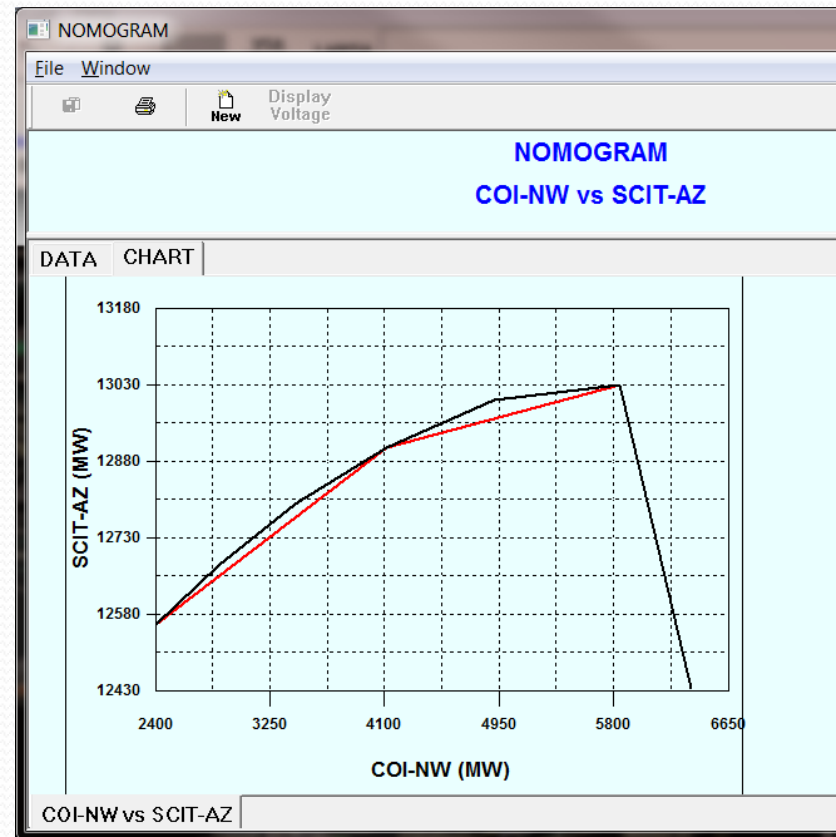 NOMOGRAM
File Window
New
Display
Voltage
NOMOGRAM
COI-NW vs SCIT-AZ
DATA CHART
13180
13030
12880
12730
12580
12430
SCIT-AZ (MW)
2400 3250 4100 4950 5800 6650
COI-NW (MW)
COI-NW vs SCIT-AZ